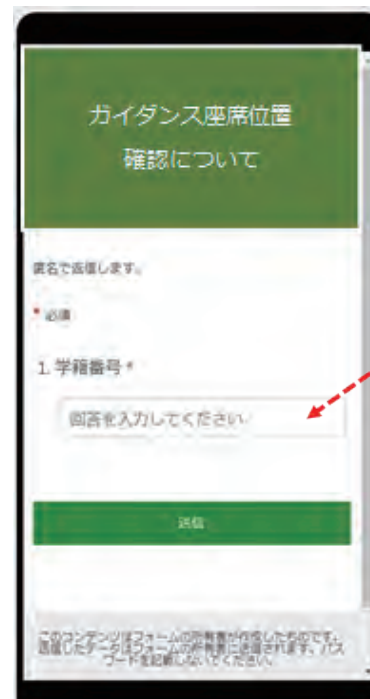 ガイダンス座席位置
確認について
匿名で返信します。
* 必須
1. 学籍番号 *
回答を入力してください
送信
このコンテンツはフォームの所有者が作成したものです。
送信したデータはフォームの所有者に送信されます。パス
ワードを記載しないでください。